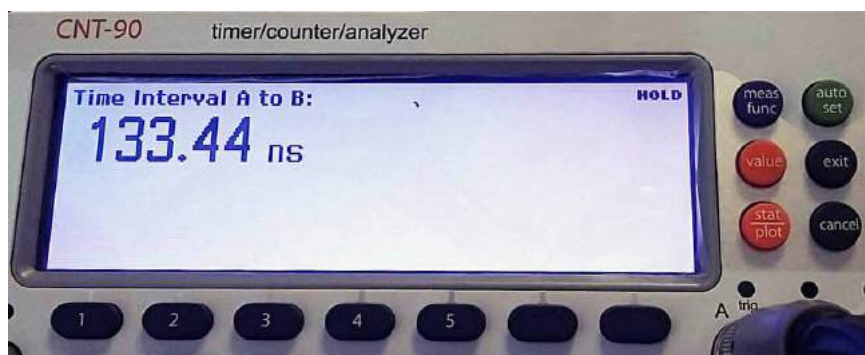 CNT-90 timer/counter/analyzer
Time Interval A to B: HOLD
133.44 ns
meas func
auto set
value
exit
stat plot
cancel
1 2 3 4 5
A trig